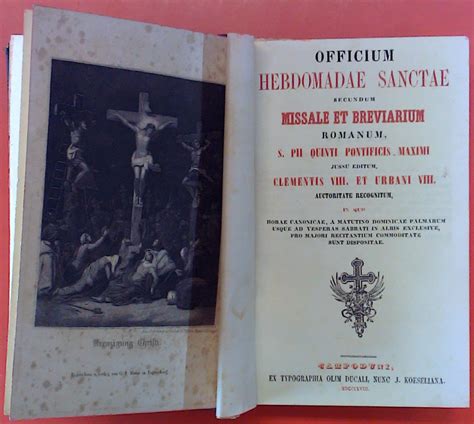 Kreuzigung Christi.
OFFICIUM
HEBDOMADAE SANCTAE
SECUNDUM
MISSALE ET BREVIARIUM
ROMANUM,
S. PII QUINTI PONTIFICIS MAXIMI
JUSSU EDITUM,
CLEMENTIS VIII. ET URBANI VIII.
AUCTORITATE RECOGNITUM,
IN QUO
HORAE CANONICAE, A MATUTINO DOMINICAE PALMARUM
USQUE AD VESPERAS SABBATI IN ALBIS EXCLUSIVE,
PRO MAJORI RECITANTIUM COMMODITATE
SUNT DISPOSITAE.
CAMPODUNI,
EX TYPOGRAPHIA OLIM DUCALI, NUNC J. KOESELIANA.